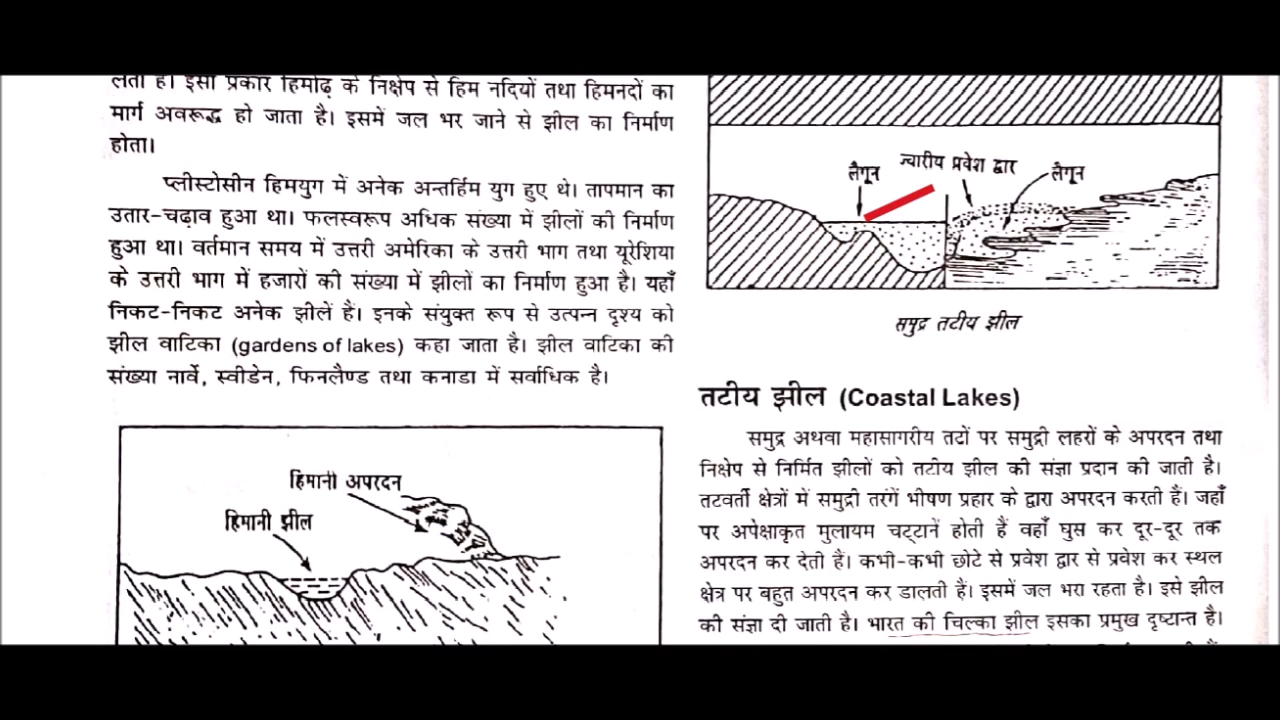 लेती है। इसी प्रकार हिमोढ़ के निक्षेप से हिम नदियों तथा हिमनदों का
मार्ग अवरूद्ध हो जाता है। इसमें जल भर जाने से झील का निर्माण
होता।
प्लीस्टोसीन हिमयुग में अनेक अन्तर्हिम युग हुए थे। तापमान का
उतार-चढ़ाव हुआ था। फलस्वरूप अधिक संख्या में झीलों की निर्माण
हुआ था। वर्तमान समय में उत्तरी अमेरिका के उत्तरी भाग तथा यूरेशिया
के उत्तरी भाग में हजारों की संख्या में झीलों का निर्माण हुआ है। यहाँ
निकट-निकट अनेक झीलें हैं। इनके संयुक्त रूप से उत्पन्न दृश्य को
झील वाटिका (gardens of lakes) कहा जाता है। झील वाटिका की
संख्या नार्वे, स्वीडेन, फिनलैण्ड तथा कनाडा में सर्वाधिक है।
हिमानी अपरदन
हिमानी झील
लैगून
ज्वारीय प्रवेश द्वार
लैगून
समुद्र तटीय झील
तटीय झील (Coastal Lakes)
समुद्र अथवा महासागरीय तटों पर समुद्री लहरों के अपरदन तथा
निक्षेप से निर्मित झीलों को तटीय झील की संज्ञा प्रदान की जाती है।
तटवर्ती क्षेत्रों में समुद्री तरंगें भीषण प्रहार के द्वारा अपरदन करती हैं। जहाँ
पर अपेक्षाकृत मुलायम चट्टानें होती हैं वहाँ घुस कर दूर-दूर तक
अपरदन कर देती हैं। कभी-कभी छोटे से प्रवेश द्वार से प्रवेश कर स्थल
क्षेत्र पर बहुत अपरदन कर डालती हैं। इसमें जल भरा रहता है। इसे झील
की संज्ञा दी जाती है। भारत की चिल्का झील इसका प्रमुख दृष्टान्त है।